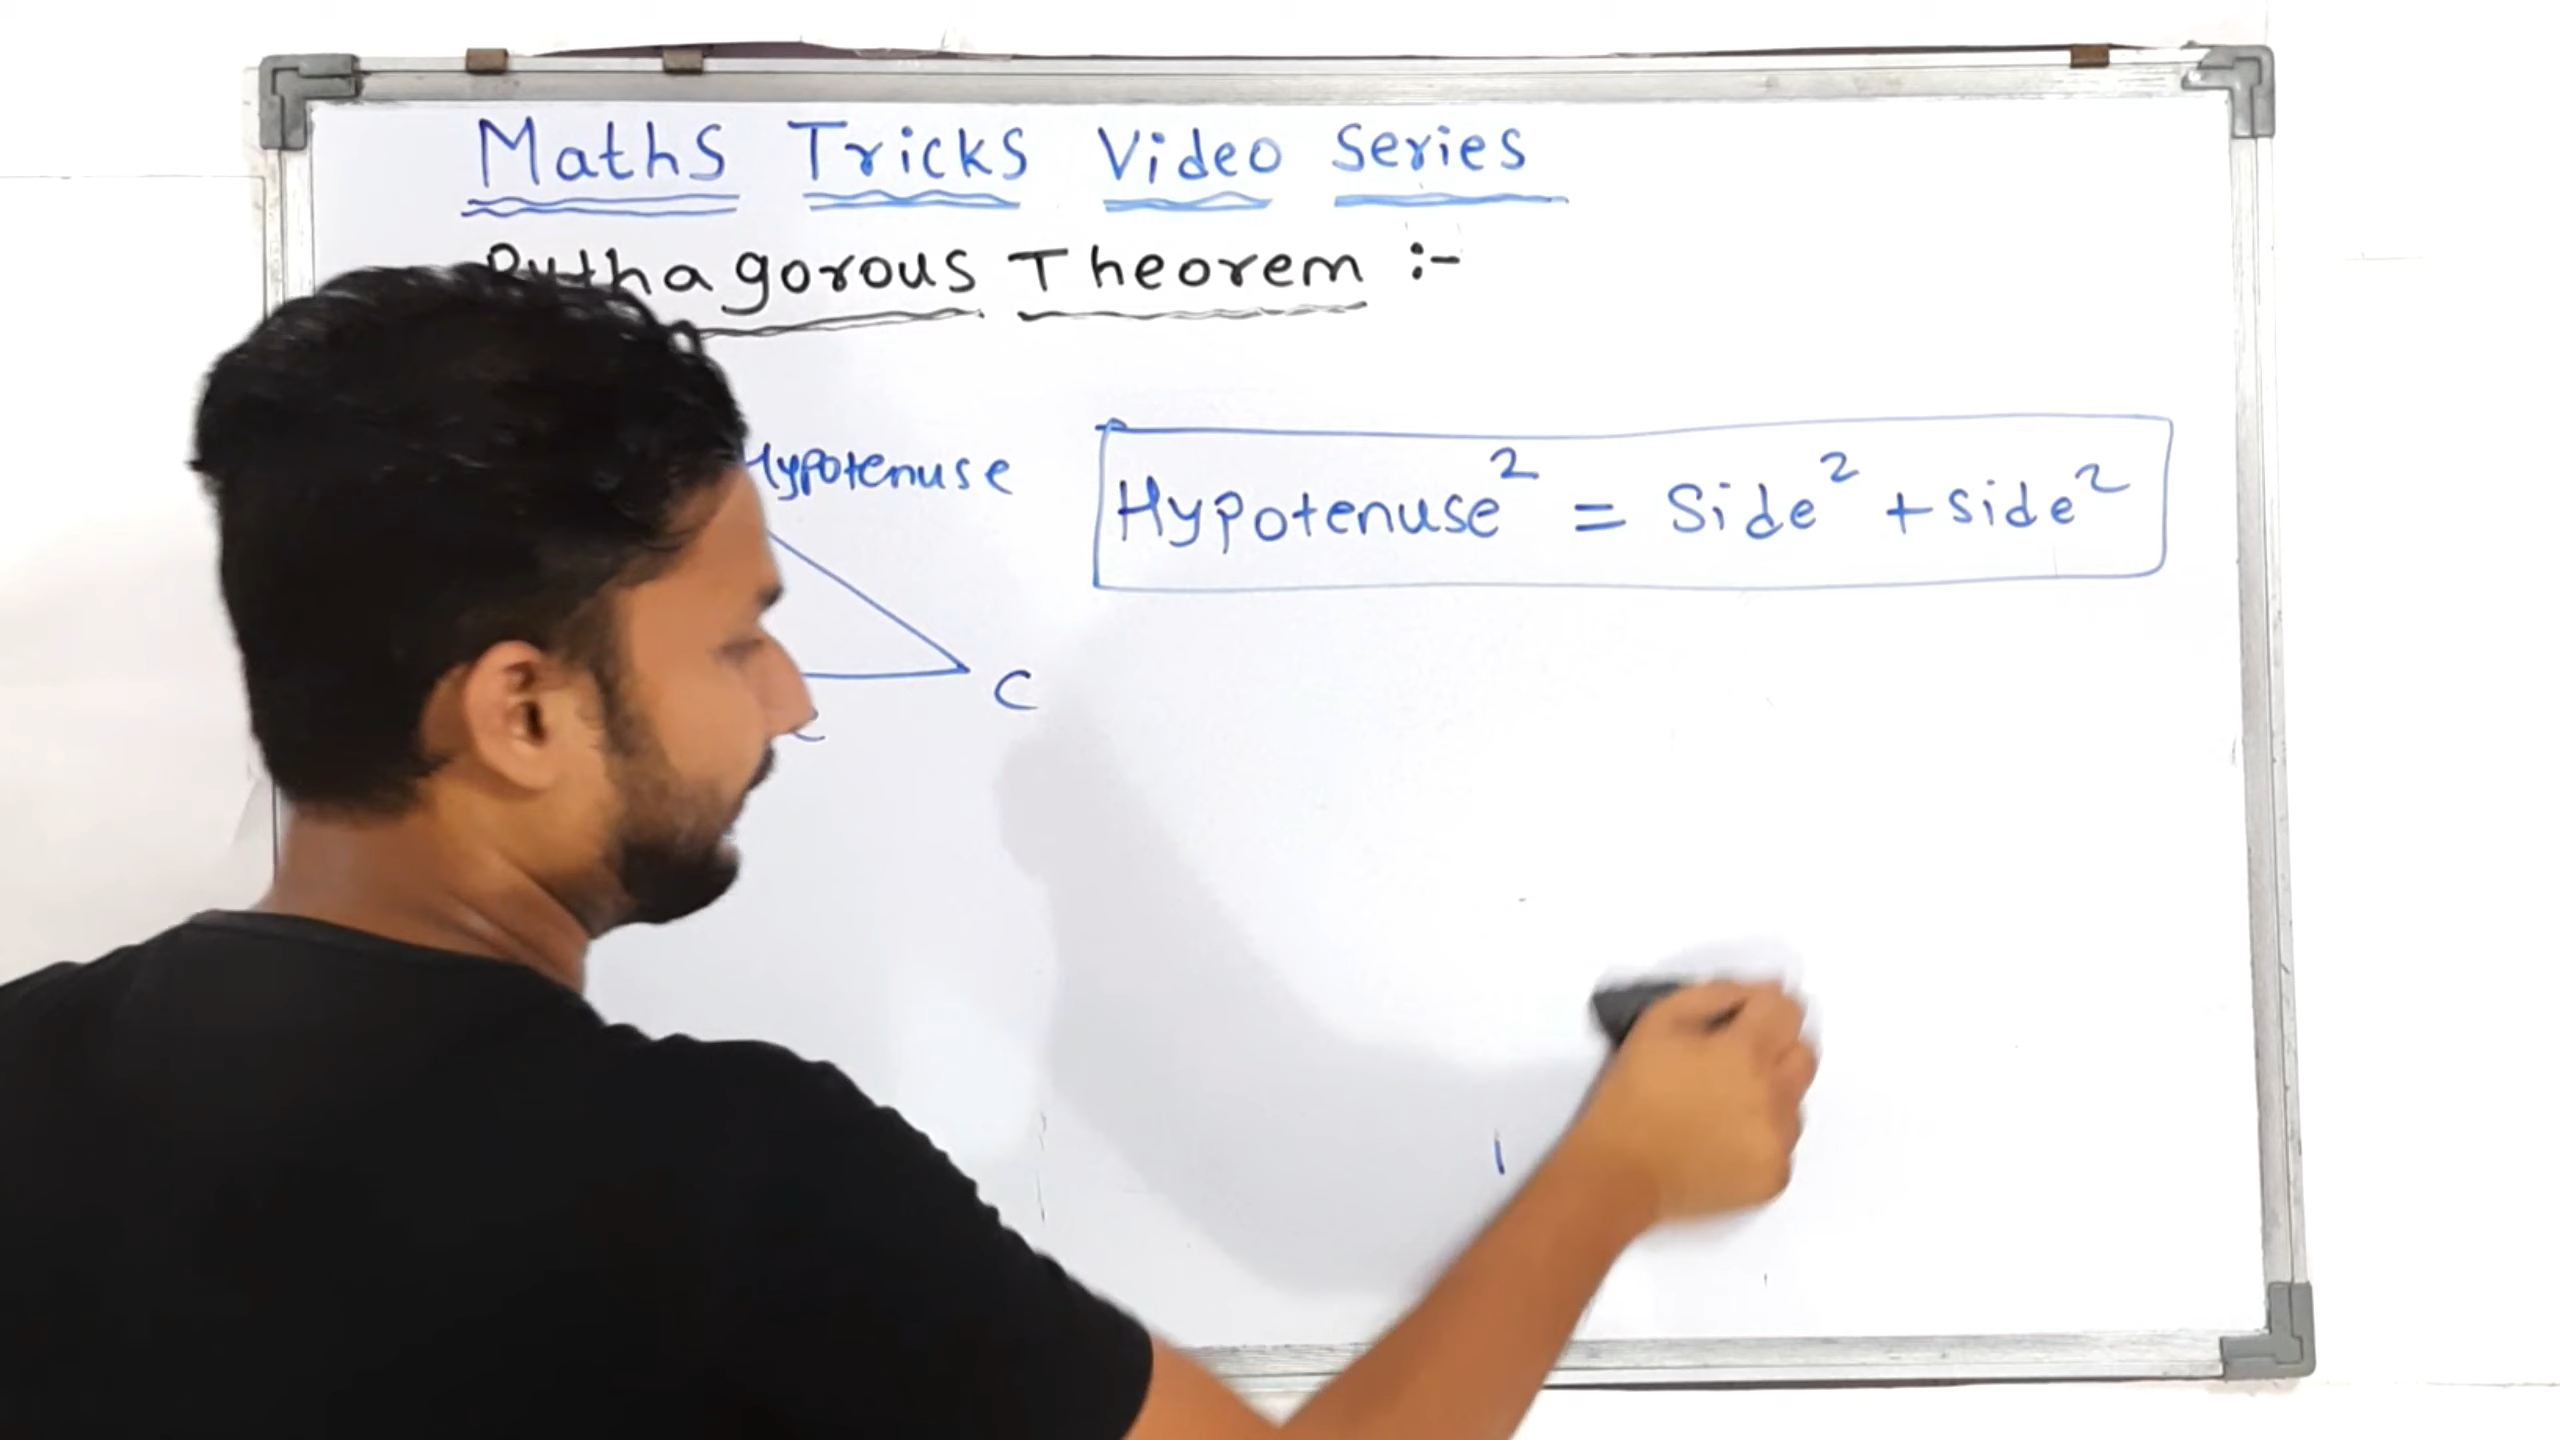 Maths Tricks Video Series
Pythagorous Theorem :-
Hypotenuse
Hypotenuse² = Side² + side²
C